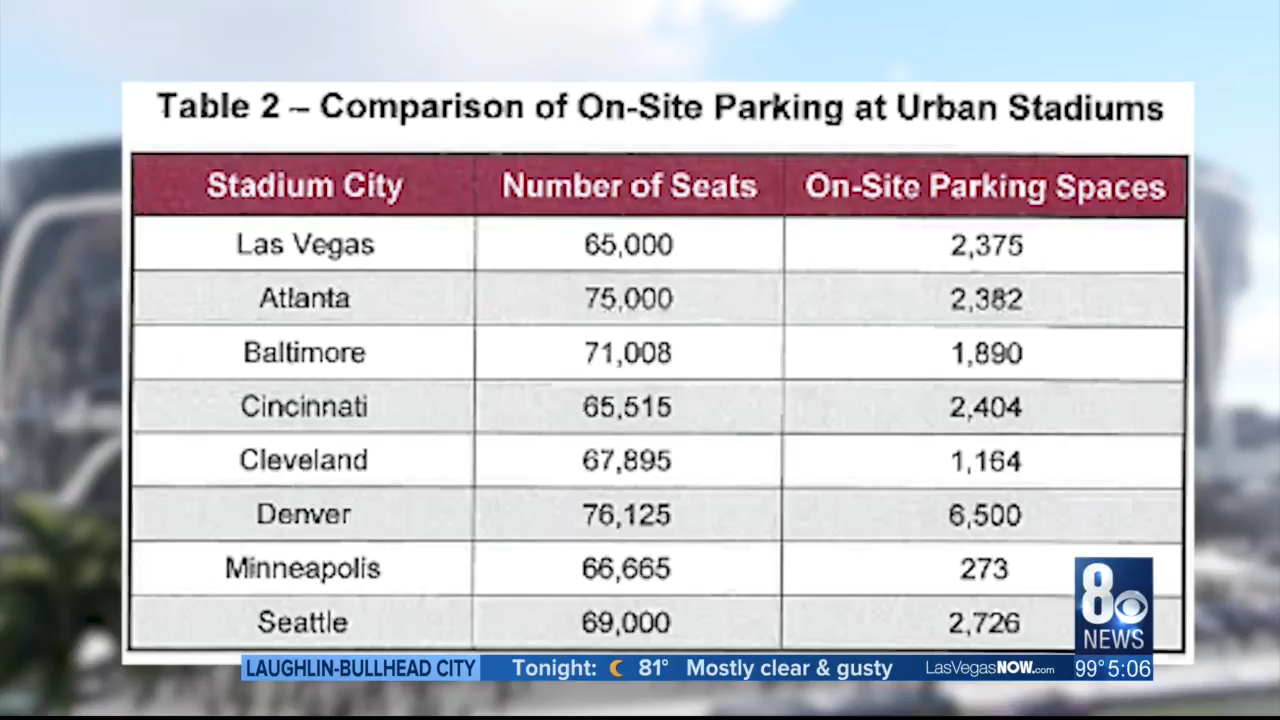 Table 2 – Comparison of On-Site Parking at Urban Stadiums
Stadium City Number of Seats On-Site Parking Spaces
Las Vegas 65,000 2,375
Atlanta 75,000 2,382
Baltimore 71,008 1,890
Cincinnati 65,515 2,404
Cleveland 67,895 1,164
Denver 76,125 6,500
Minneapolis 66,665 273
Seattle 69,000 2,726
8
NEWS
LAUGHLIN-BULLHEAD CITY Tonight: 81° Mostly clear & gusty LasVegasNOW.com 99° 5:06